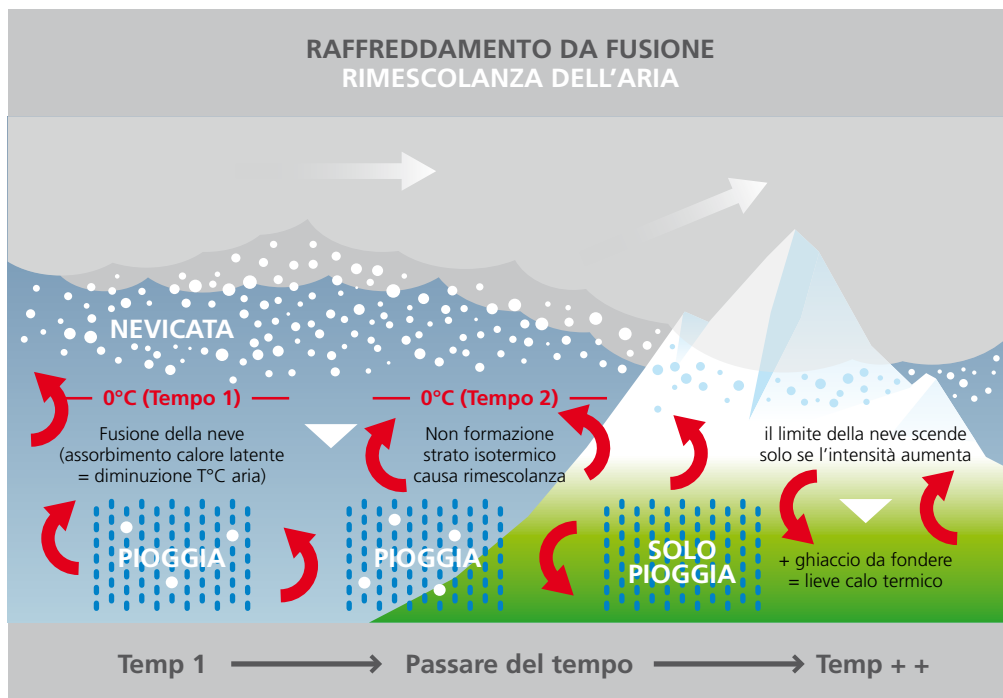 RAFFREDDAMENTO DA FUSIONE
RIMESCOLANZA DELL'ARIA
NEVICATA
0°C (Tempo 1)
Fusione della neve
(assorbimento calore latente
= diminuzione T°C aria)
PIOGGIA
0°C (Tempo 2)
Non formazione
strato isotermico
causa rimescolanza
PIOGGIA
SOLO
PIOGGIA
il limite della neve scende
solo se l'intensità aumenta
+ ghiaccio da fondere
= lieve calo termico
Temp 1
Passare del tempo
Temp + +